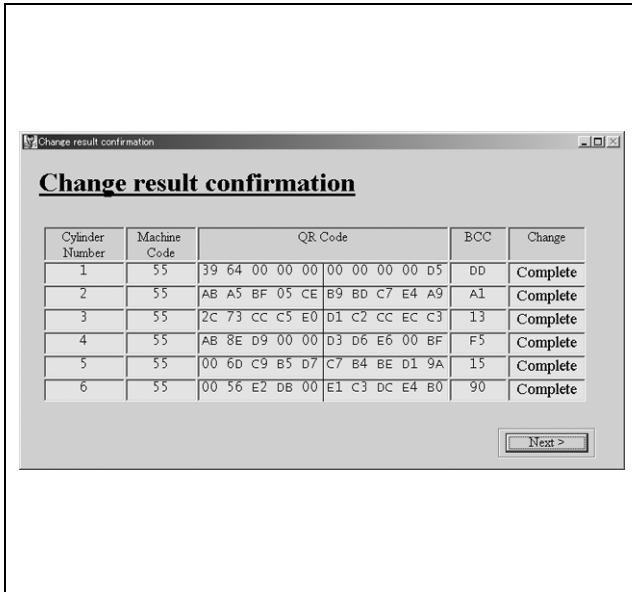 Change result confirmation
Change result confirmation
Cylinder Number Machine Code QR Code BCC Change
1 55 39 64 00 00 00 00 00 00 00 D5 DD Complete
2 55 AB A5 BF 05 CE B9 BD C7 E4 A9 A1 Complete
3 55 2C 73 CC C5 E0 D1 C2 CC EC C3 13 Complete
4 55 AB 8E D9 00 00 D3 D6 E6 00 BF F5 Complete
5 55 00 6D C9 B5 D7 C7 B4 BE D1 9A 15 Complete
6 55 00 56 E2 DB 00 E1 C3 DC E4 B0 90 Complete
Next >